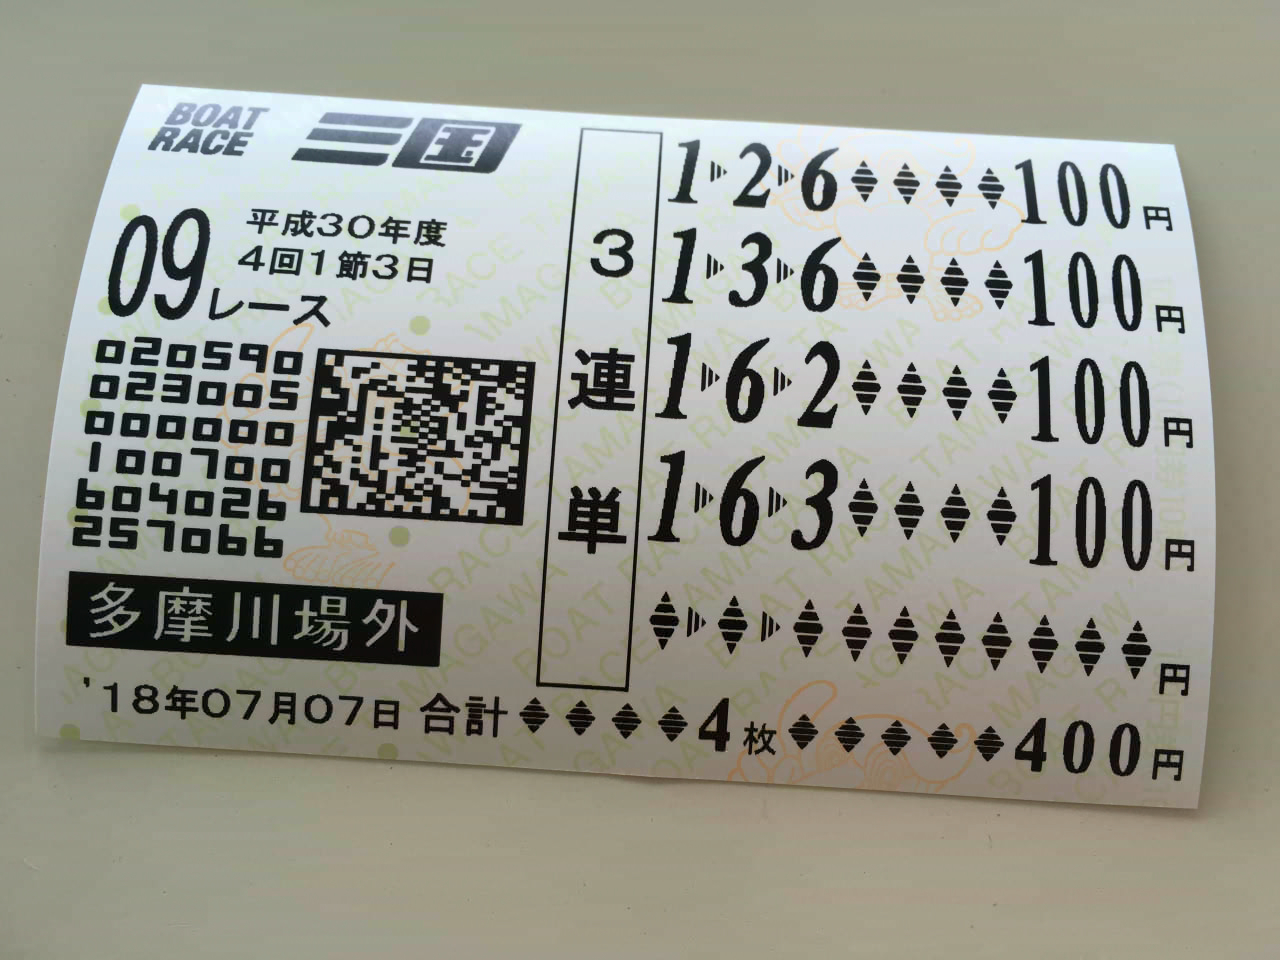 BOAT
RACE
三国
09レース
平成30年度
4回1節3日
020590
023005
000000
100700
604026
257066
多摩川場外
'18年07月07日
3連単
1 2 6 100円
1 3 6 100円
1 6 2 100円
1 6 3 100円
円
合計 4枚 400円